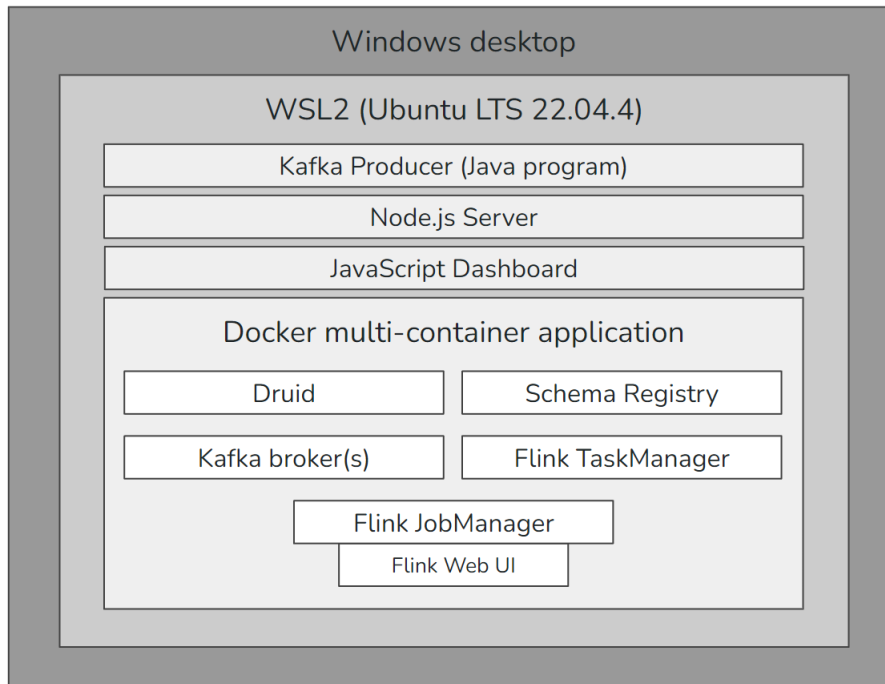 Windows desktop
WSL2 (Ubuntu LTS 22.04.4)
Kafka Producer (Java program)
Node.js Server
JavaScript Dashboard
Docker multi-container application
Druid
Schema Registry
Kafka broker(s)
Flink TaskManager
Flink JobManager
Flink Web UI